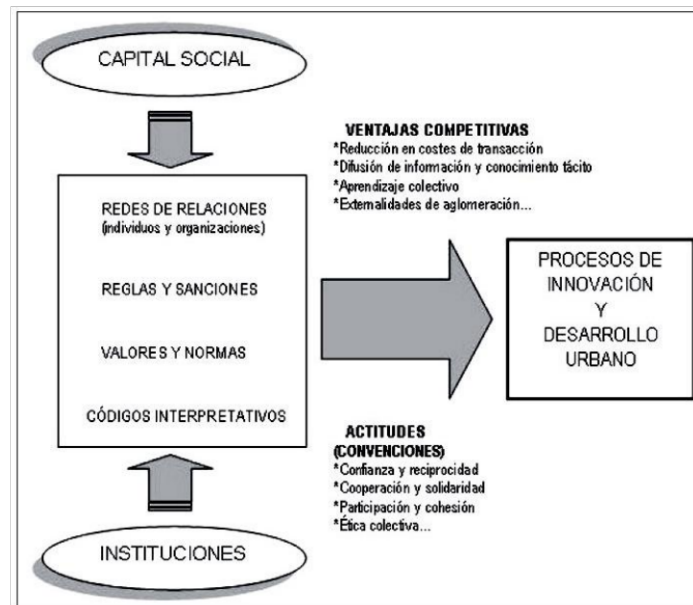 CAPITAL SOCIAL
VENTAJAS COMPETITIVAS
*Reducción en costes de transacción
*Difusión de información y conocimiento tácito
*Aprendizaje colectivo
*Externalidades de aglomeración...
REDES DE RELACIONES
(individuos y organizaciones)
REGLAS Y SANCIONES
VALORES Y NORMAS
CÓDIGOS INTERPRETATIVOS
PROCESOS DE
INNOVACIÓN
Y
DESARROLLO
URBANO
ACTITUDES
(CONVENCIONES)
*Confianza y reciprocidad
*Cooperación y solidaridad
*Participación y cohesión
*Ética colectiva...
INSTITUCIONES